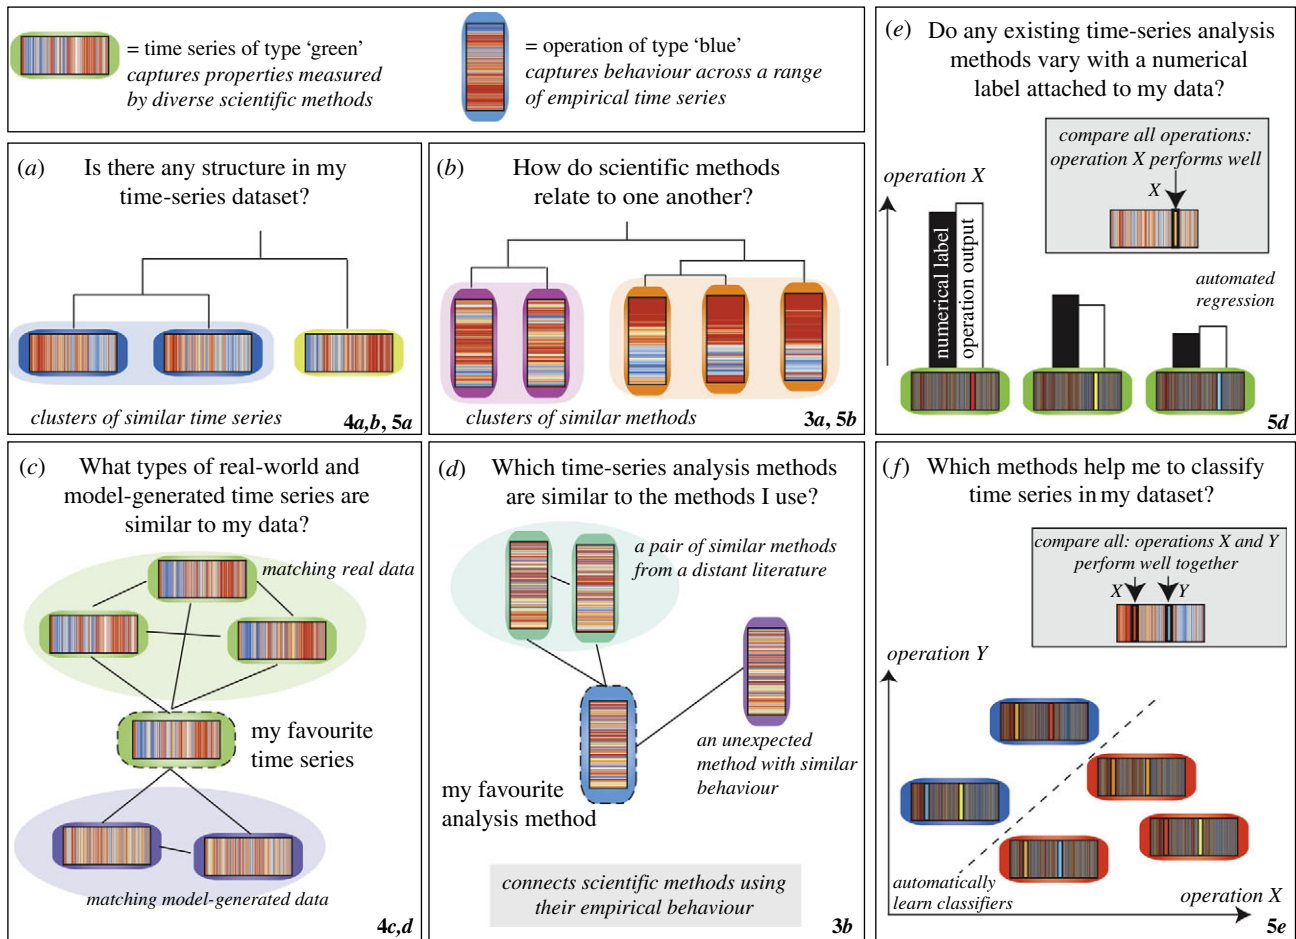 = time series of type ‘green’
captures properties measured
by diverse scientific methods
= operation of type ‘blue’
captures behaviour across a range
of empirical time series
(a) Is there any structure in my
time-series dataset?
clusters of similar time series
4a,b, 5a
(b) How do scientific methods
relate to one another?
clusters of similar methods
3a, 5b
(c) What types of real-world and
model-generated time series are
similar to my data?
matching real data
my favourite
time series
matching model-generated data
4c,d
(d) Which time-series analysis methods
are similar to the methods I use?
a pair of similar methods
from a distant literature
an unexpected
method with similar
behaviour
my favourite
analysis method
connects scientific methods using
their empirical behaviour
3b
(e) Do any existing time-series analysis
methods vary with a numerical
label attached to my data?
compare all operations:
operation X performs well
X
operation X
numerical label
operation output
automated
regression
5d
(f) Which methods help me to classify
time series in my dataset?
compare all: operations X and Y
perform well together
X Y
operation Y
automatically
learn classifiers
operation X
5e